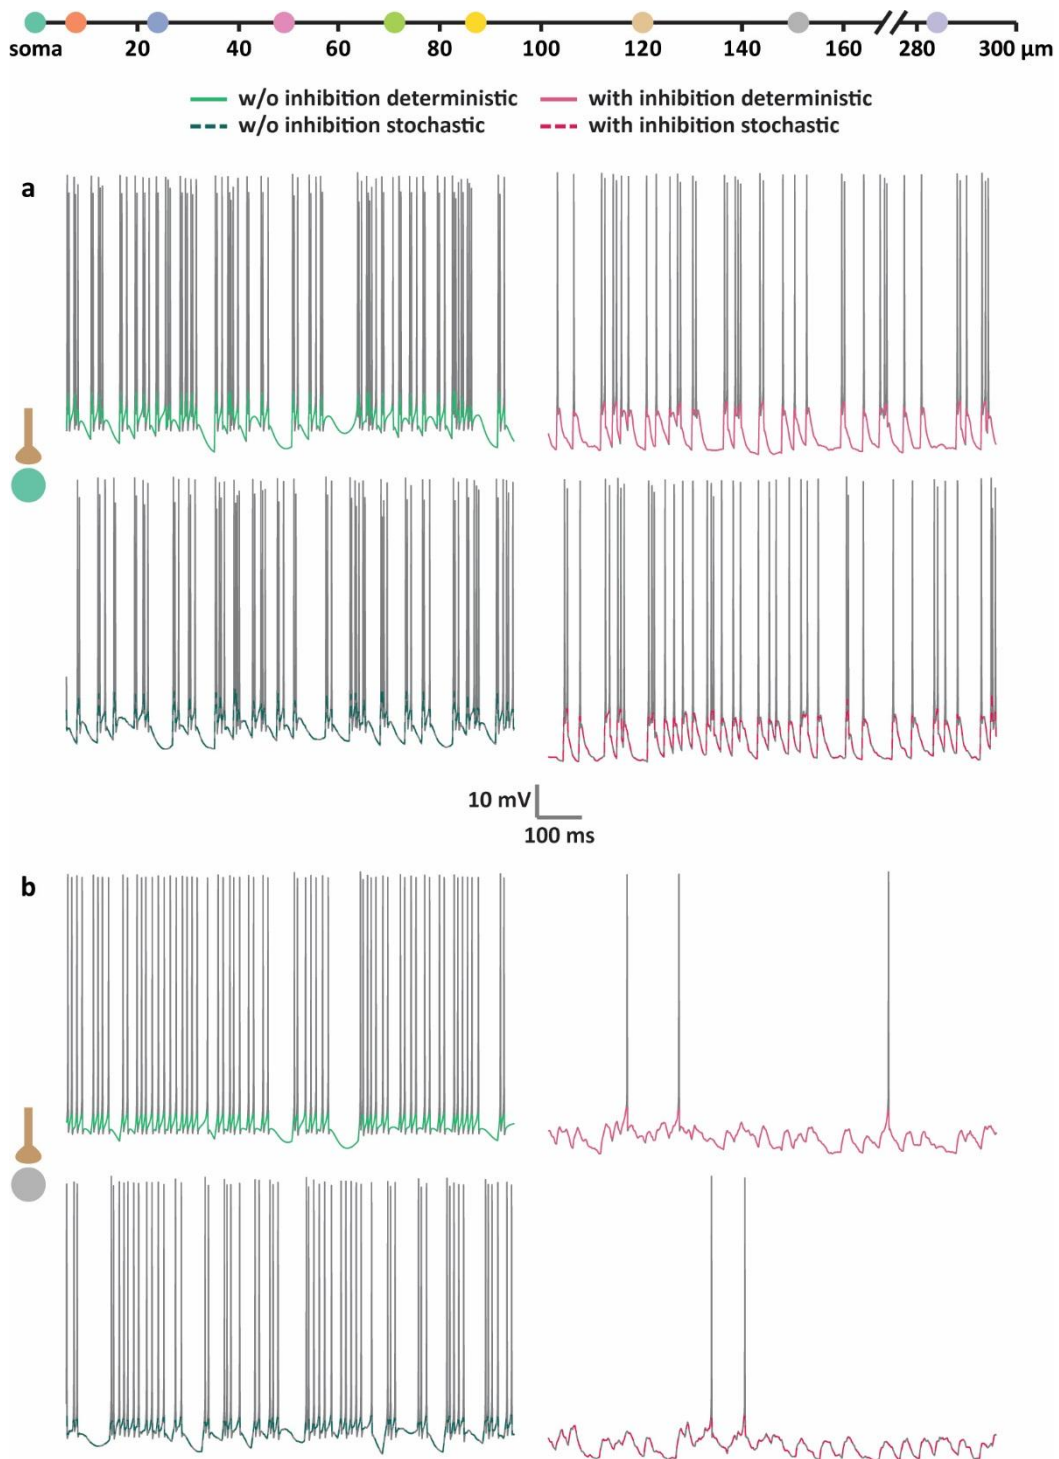 soma 20 40 60 80 100 120 140 160 280 300 µm
w/o inhibition deterministic with inhibition deterministic
w/o inhibition stochastic with inhibition stochastic
a
10 mV
100 ms
b